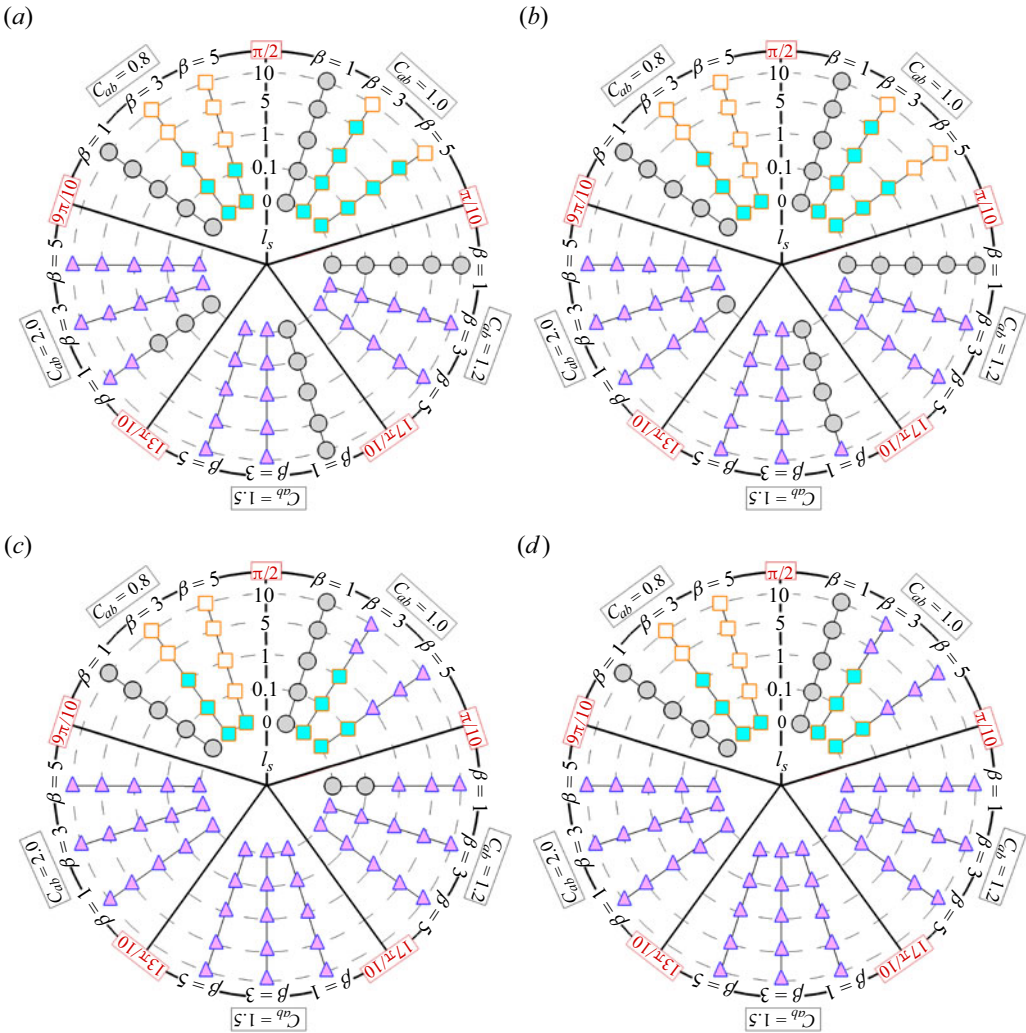 (a)
C_ab = 0.8
β = 5
π/2
β = 1
C_ab = 1.0
β = 3
β = 3
10
5
β = 1
1
β = 5
0.1
9π/10
0
π/10
l_s
β = 5
β = 1
C_ab = 2.0
β = 3
β = 3
C_ab = 1.2
β = 1
β = 5
13π/10
17π/10
β = 5
β = 3
β = 1
C_ab = 1.5
(b)
C_ab = 0.8
β = 5
π/2
β = 1
C_ab = 1.0
β = 3
β = 3
10
5
β = 1
1
β = 5
0.1
9π/10
0
π/10
l_s
β = 5
β = 1
C_ab = 2.0
β = 3
β = 3
C_ab = 1.2
β = 1
β = 5
13π/10
17π/10
β = 5
β = 3
β = 1
C_ab = 1.5
(c)
C_ab = 0.8
β = 5
π/2
β = 1
C_ab = 1.0
β = 3
β = 3
10
5
β = 1
1
β = 5
0.1
9π/10
0
π/10
l_s
β = 5
β = 1
C_ab = 2.0
β = 3
β = 3
C_ab = 1.2
β = 1
β = 5
13π/10
17π/10
β = 5
β = 3
β = 1
C_ab = 1.5
(d)
C_ab = 0.8
β = 5
π/2
β = 1
C_ab = 1.0
β = 3
β = 3
10
5
β = 1
1
β = 5
0.1
9π/10
0
π/10
l_s
β = 5
β = 1
C_ab = 2.0
β = 3
β = 3
C_ab = 1.2
β = 1
β = 5
13π/10
17π/10
β = 5
β = 3
β = 1
C_ab = 1.5